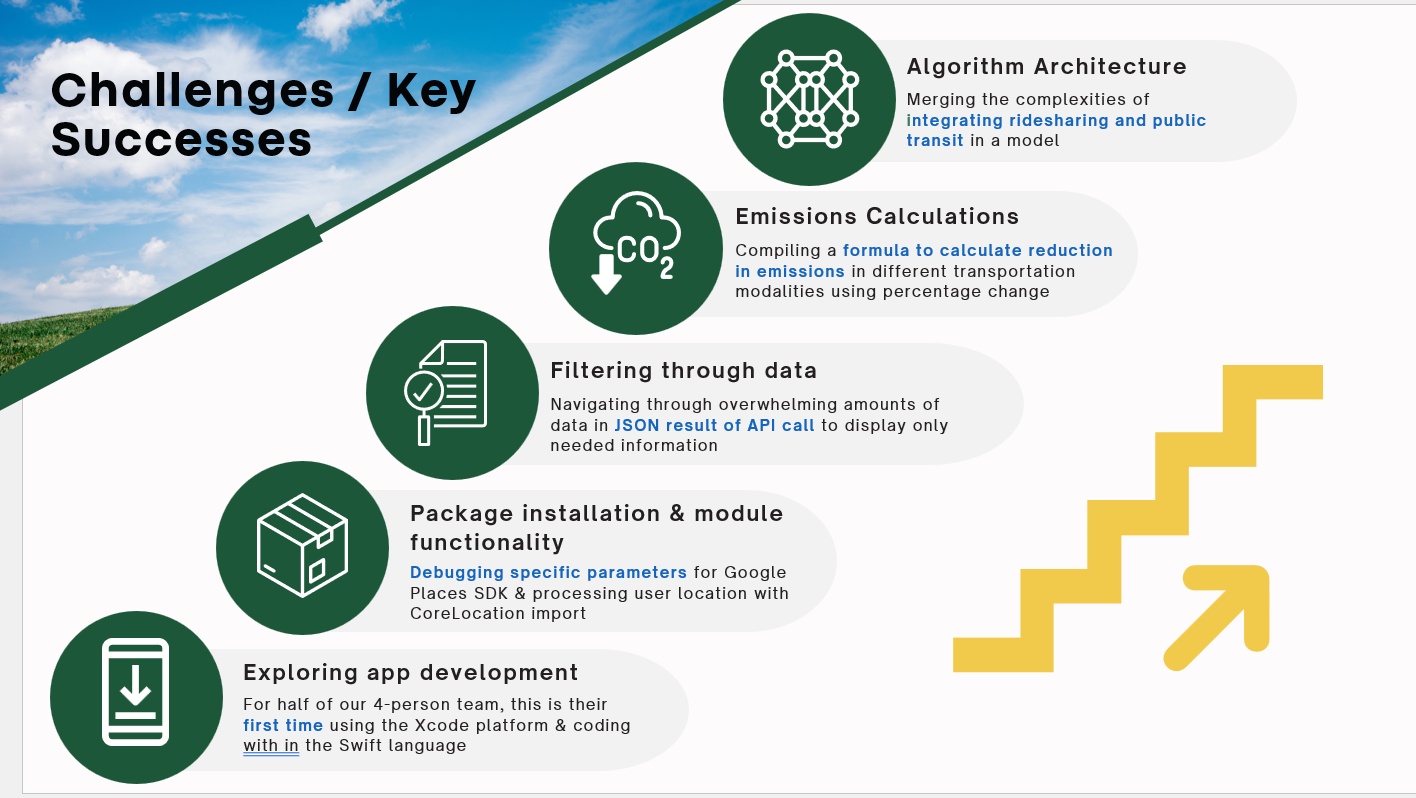 Challenges / Key
Successes
Algorithm Architecture
Merging the complexities of
integrating ridesharing and public
transit in a model
CO2
Emissions Calculations
Compiling a formula to calculate reduction
in emissions in different transportation
modalities using percentage change
Filtering through data
Navigating through overwhelming amounts of
data in JSON result of API call to display only
needed information
Package installation & module
functionality
Debugging specific parameters for Google
Places SDK & processing user location with
CoreLocation import
Exploring app development
For half of our 4-person team, this is their
first time using the Xcode platform & coding
with in the Swift language